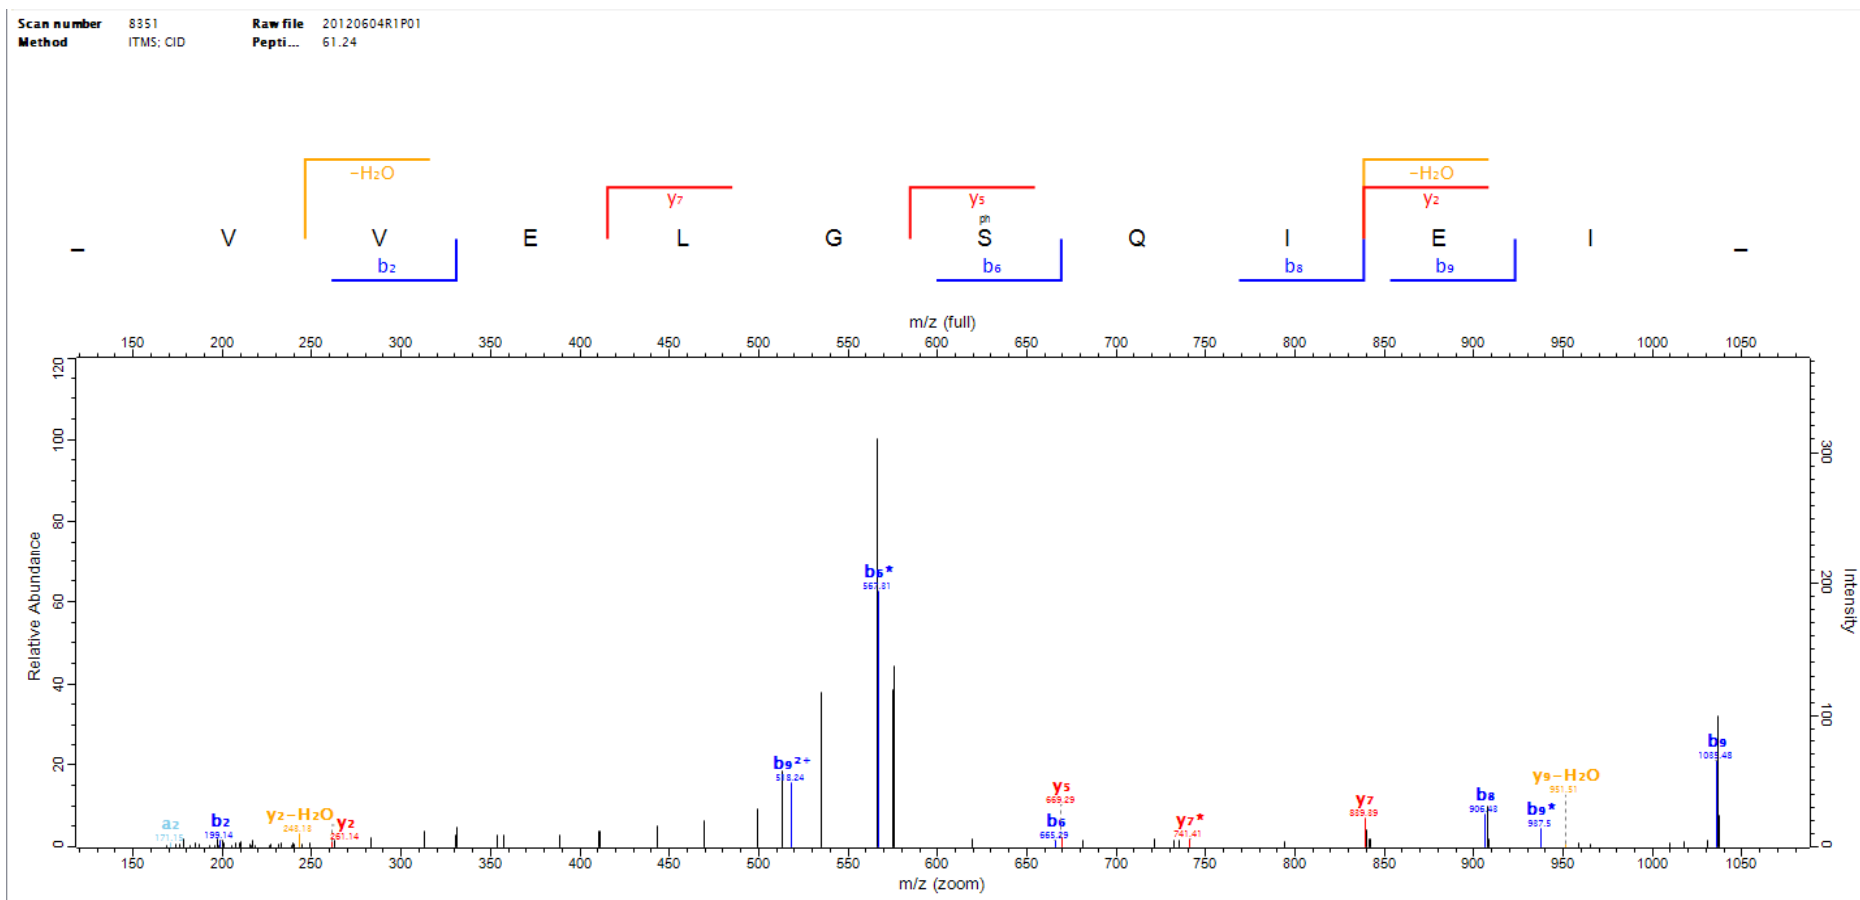 Scan number 8351 Raw file 20120604R1P01
Method ITMS; CID Pepti... 61.24
−H₂O −H₂O
y₇ y₅ y₂
ph
_ V V E L G S Q I E I _
b₂ b₆ b₈ b₉
m/z (full)
150 200 250 300 350 400 450 500 550 600 650 700 750 800 850 900 950 1000 1050
120
100
80
60
40
20
0
Relative Abundance
300
200
100
0
Intensity
a₂
171.15
b₂
199.14
y₂−H₂O
y₂
261.14
b₉²⁺
518.24
b₆*
567.31
y₅
669.29
b₆
665.29
y₇*
741.41
y₇
b₈
906.48
b₉*
987.5
y₉−H₂O
951.51
b₉
150 200 250 300 350 400 450 500 550 600 650 700 750 800 850 900 950 1000 1050
m/z (zoom)